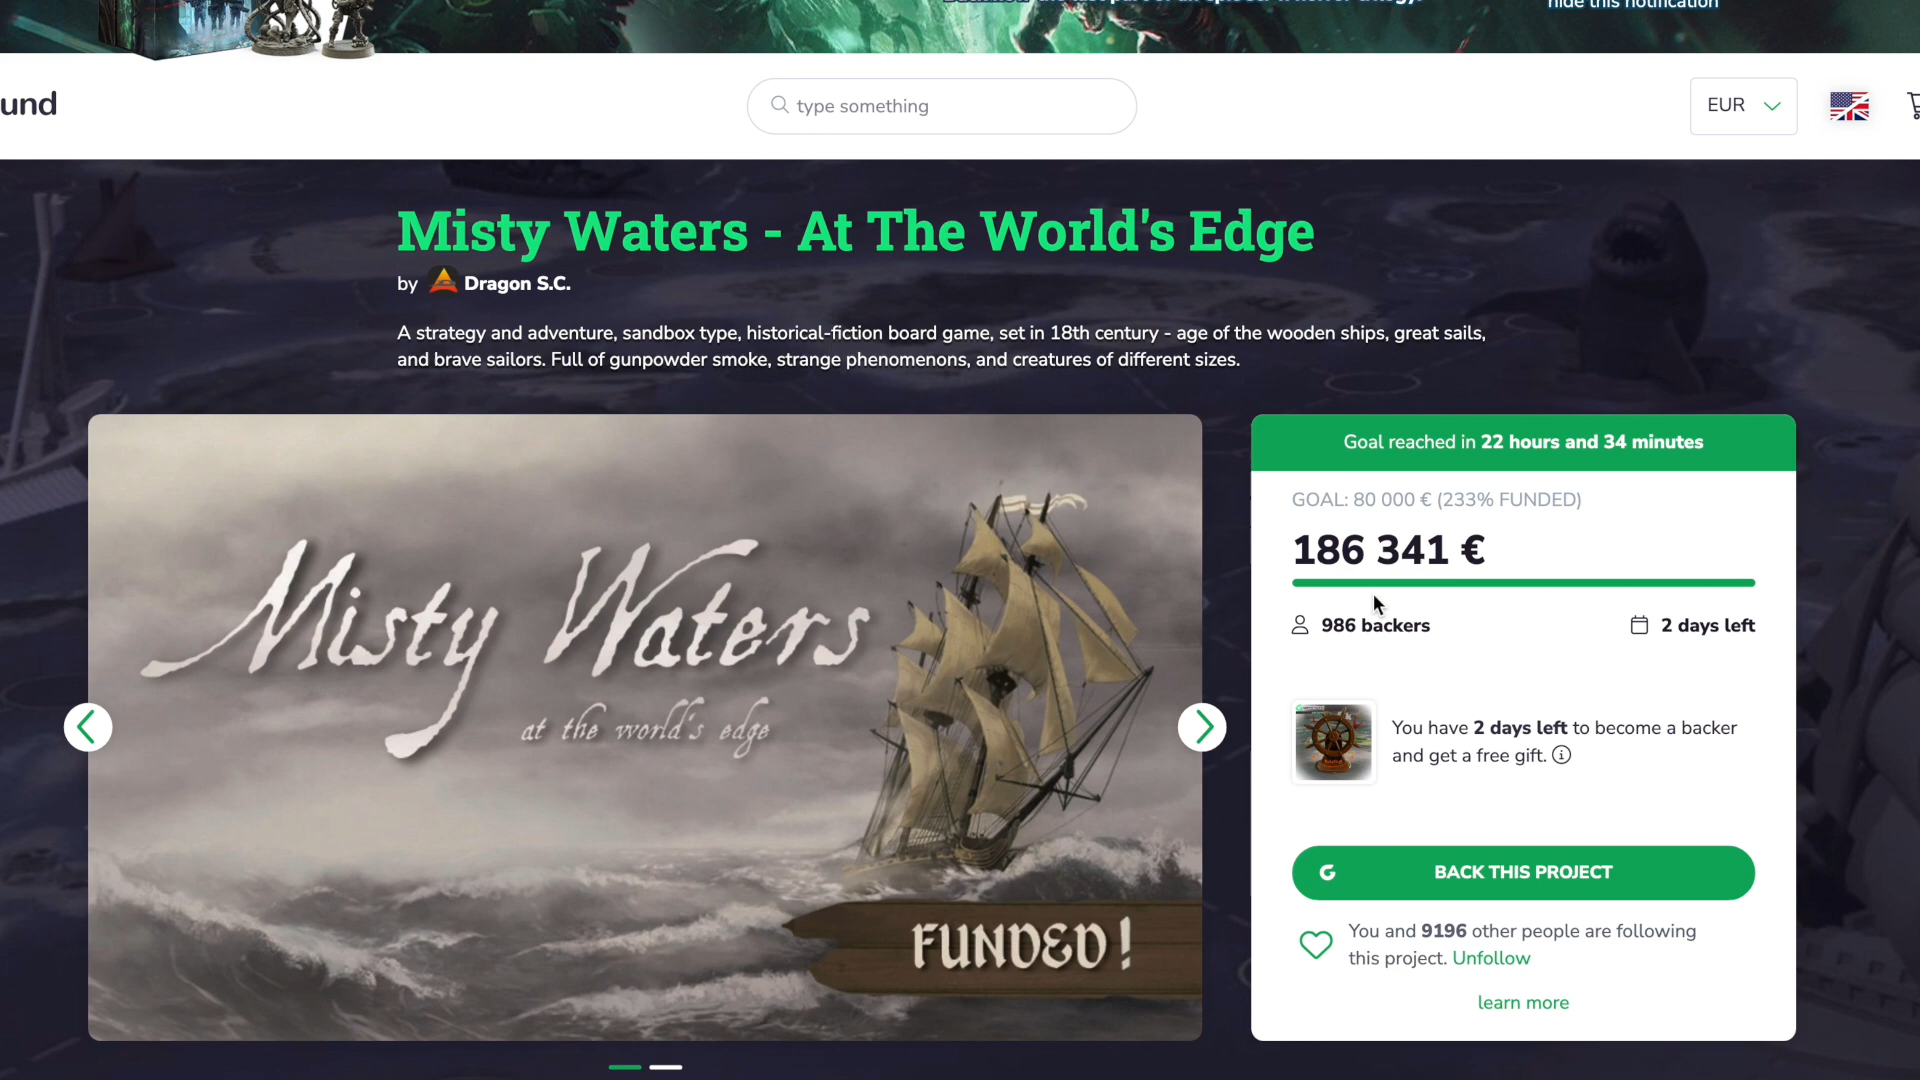 hide this notification
und
type something
EUR
Misty Waters - At The World's Edge
by Dragon S.C.
A strategy and adventure, sandbox type, historical-fiction board game, set in 18th century - age of the wooden ships, great sails,
and brave sailors. Full of gunpowder smoke, strange phenomenons, and creatures of different sizes.
Misty Waters
at the world's edge
FUNDED!
Goal reached in 22 hours and 34 minutes
GOAL: 80 000 € (233% FUNDED)
186 341 €
986 backers
2 days left
You have 2 days left to become a backer
and get a free gift.
BACK THIS PROJECT
You and 9196 other people are following
this project. Unfollow
learn more